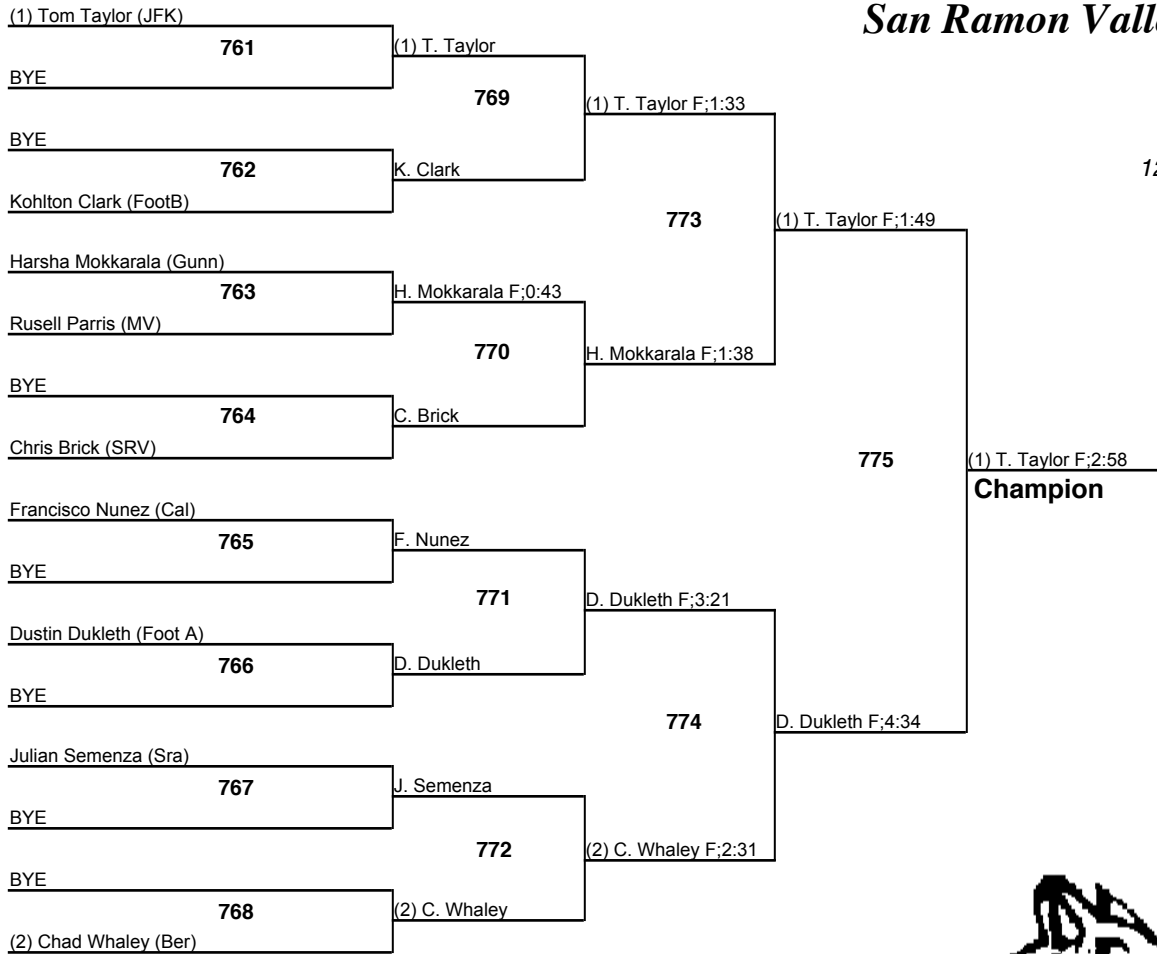 (1) Tom Taylor (JFK)
San Ramon Valle
761
(1) T. Taylor
BYE
769
(1) T. Taylor F;1:33
BYE
762
K. Clark
12
Kohlton Clark (FootB)
773
(1) T. Taylor F;1:49
Harsha Mokkarala (Gunn)
763
H. Mokkarala F;0:43
Rusell Parris (MV)
770
H. Mokkarala F;1:38
BYE
764
C. Brick
Chris Brick (SRV)
775
(1) T. Taylor F;2:58
Champion
Francisco Nunez (Cal)
765
F. Nunez
BYE
771
D. Dukleth F;3:21
Dustin Dukleth (Foot A)
766
D. Dukleth
BYE
774
D. Dukleth F;4:34
Julian Semenza (Sra)
767
J. Semenza
BYE
772
(2) C. Whaley F;2:31
BYE
768
(2) C. Whaley
(2) Chad Whaley (Ber)